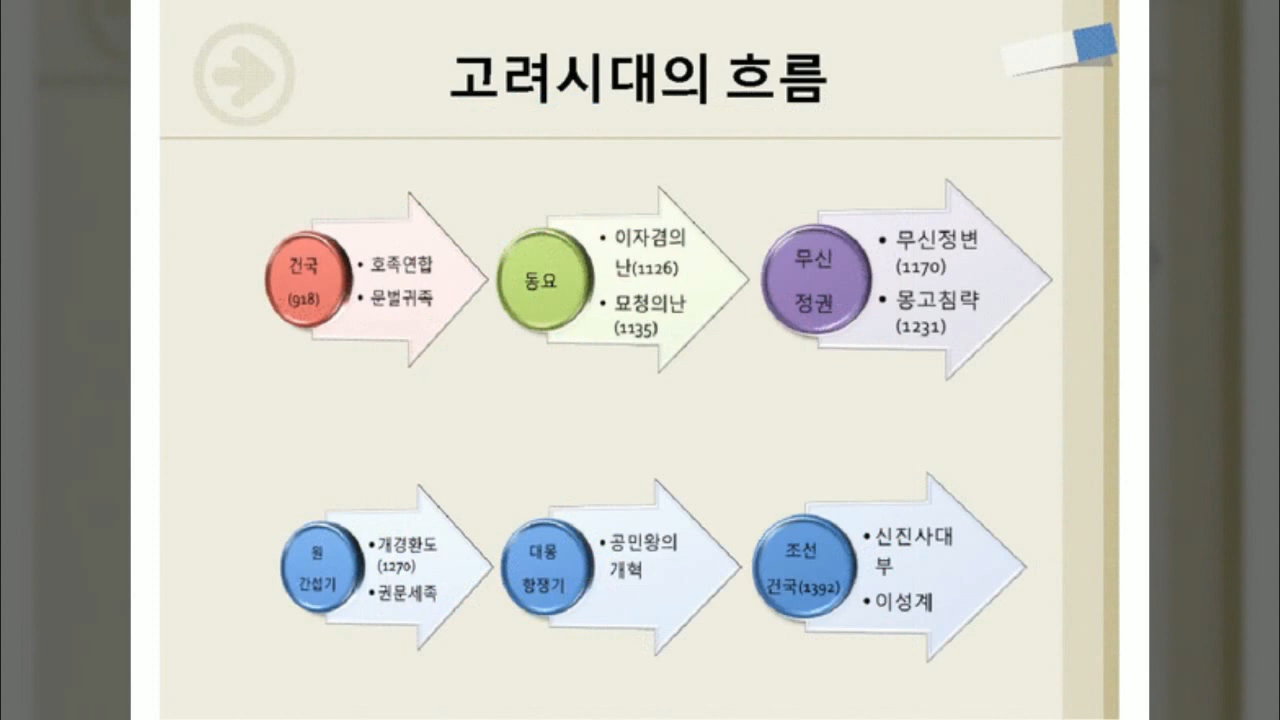 고려시대의 흐름
건국
(918)
• 호족연합
• 문벌귀족
동요
• 이자겸의
난(1126)
• 묘청의난
(1135)
무신
정권
• 무신정변
(1170)
• 몽고침략
(1231)
원
간섭기
• 개경환도
(1270)
• 권문세족
대몽
항쟁기
• 공민왕의
개혁
조선
건국(1392)
• 신진사대
부
• 이성계